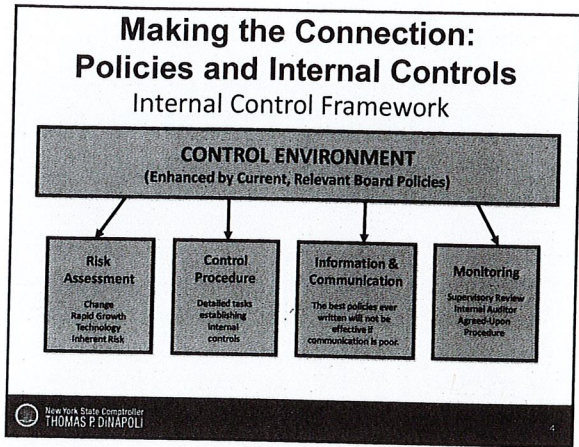 Making the Connection:
Policies and Internal Controls
Internal Control Framework
CONTROL ENVIRONMENT
(Enhanced by Current, Relevant Board Policies)
Risk
Assessment
Change
Rapid Growth
Technology
Inherent Risk
Control
Procedure
Detailed tasks
establishing
internal
controls
Information &
Communication
The best policies ever
written will not be
effective if
communication is poor.
Monitoring
Supervisory Review
Internal Auditor
Agreed-Upon
Procedure
New York State Comptroller
THOMAS P. DiNAPOLI
4